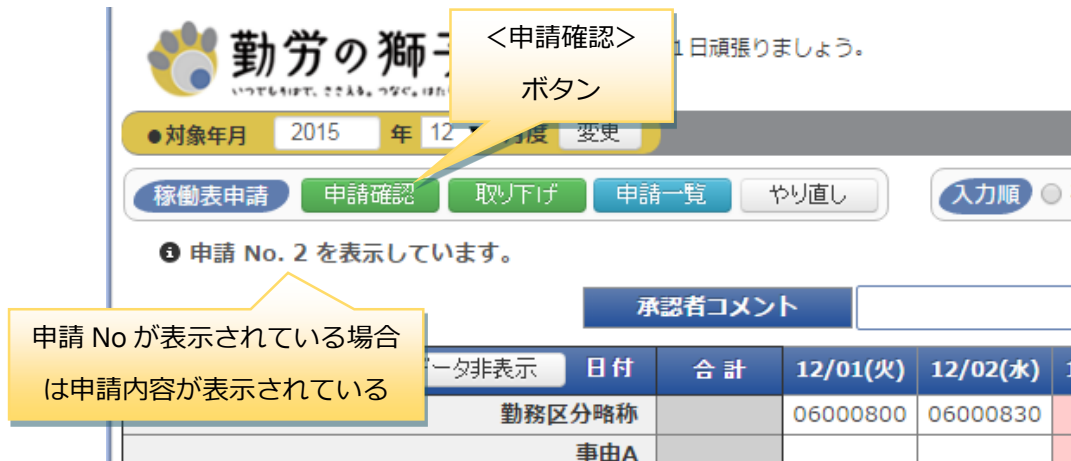 勤労の獅子
<申請確認>
ボタン
1日頑張りましょう。
●対象年月 2015 年 12 変更
稼働表申請 申請確認 取り下げ 申請一覧 やり直し 入力順
申請 No. 2 を表示しています。
承認者コメント
申請 No が表示されている場合
は申請内容が表示されている
データ非表示 日付 合計 12/01(火) 12/02(水)
勤務区分略称 06000800 06000830
事由A